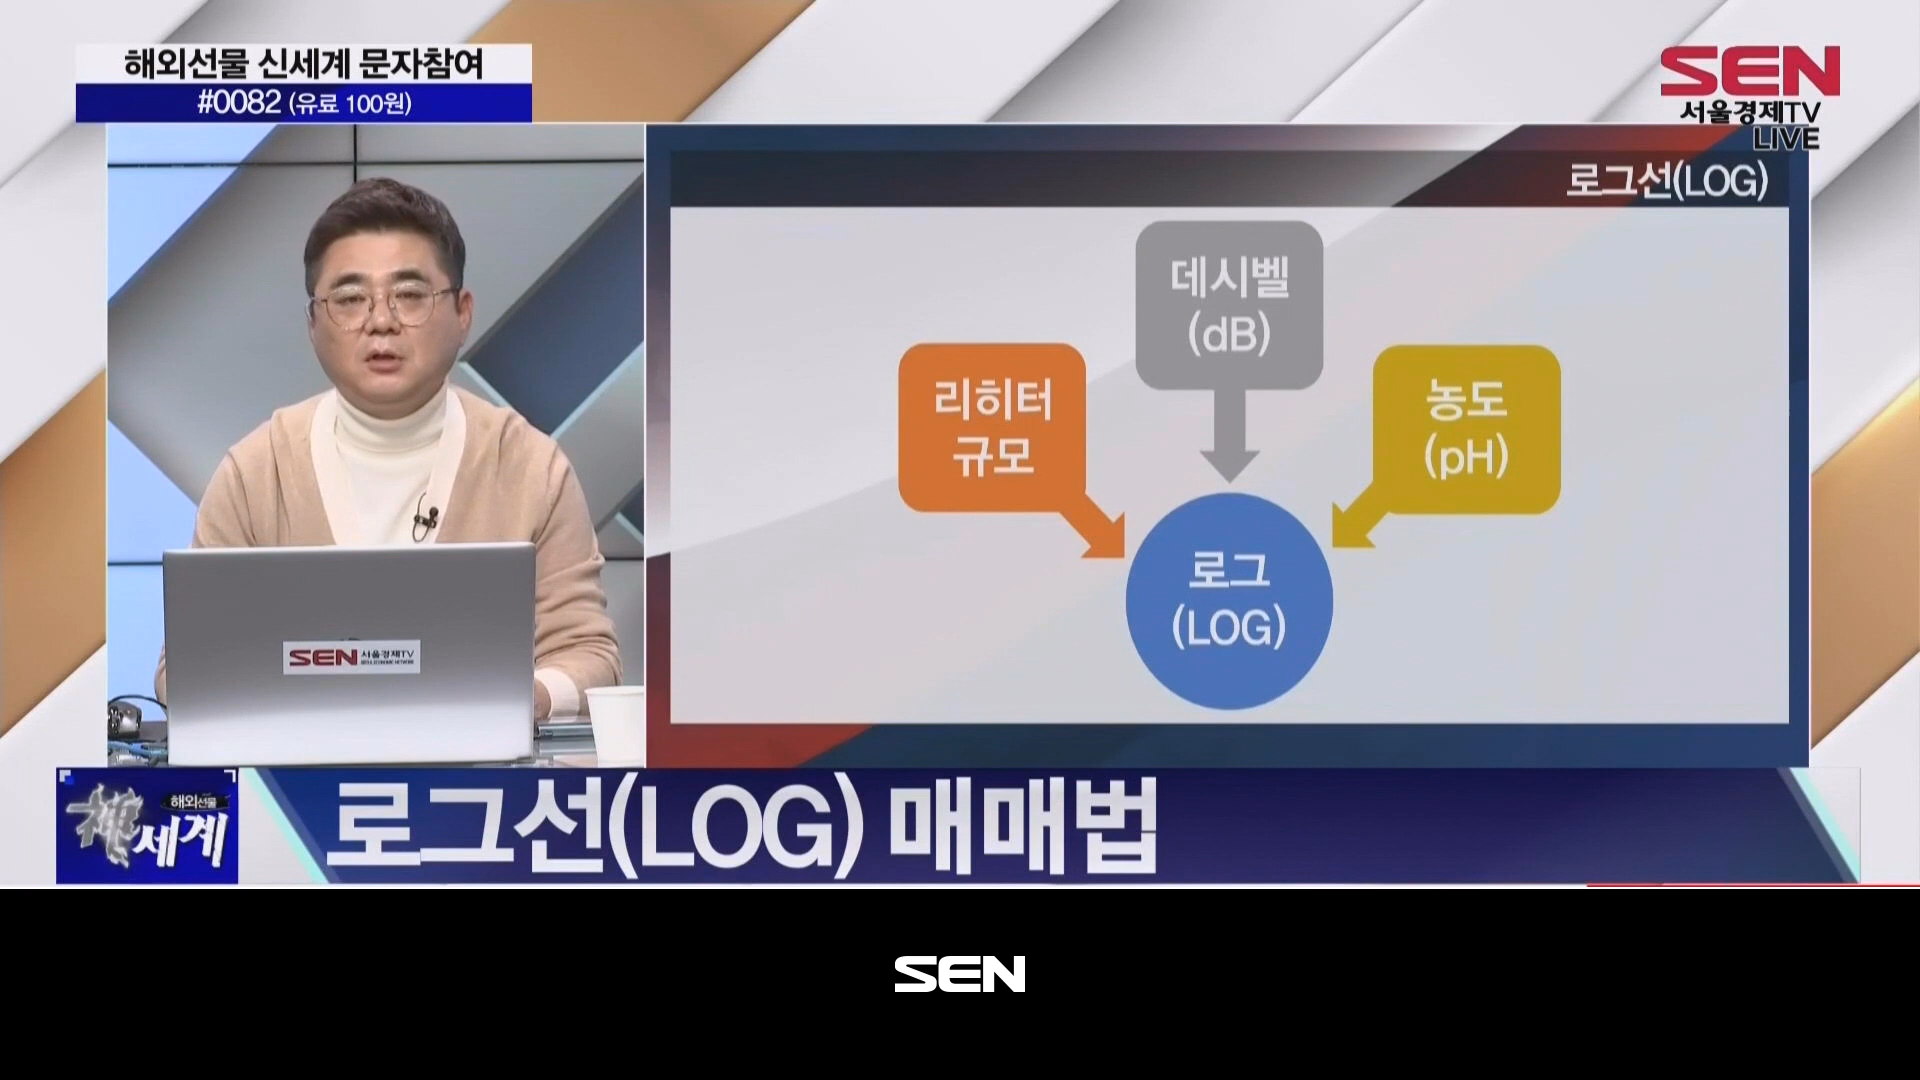 해외선물 신세계 문자참여
#0082 (유료 100원)
SEN
서울경제TV
LIVE
로그선(LOG)
데시벨
(dB)
리히터
규모
농도
(pH)
로그
(LOG)
SEN 서울경제TV
해외선물
神세계
로그선(LOG) 매매법
SEN